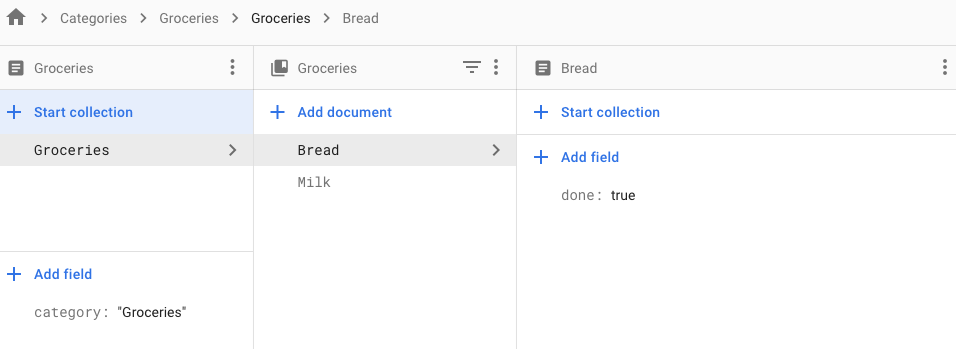 Categories > Groceries > Groceries > Bread
Groceries
Start collection
Groceries
Add field
category: "Groceries"
Groceries
Add document
Bread
Milk
Bread
Start collection
Add field
done: true